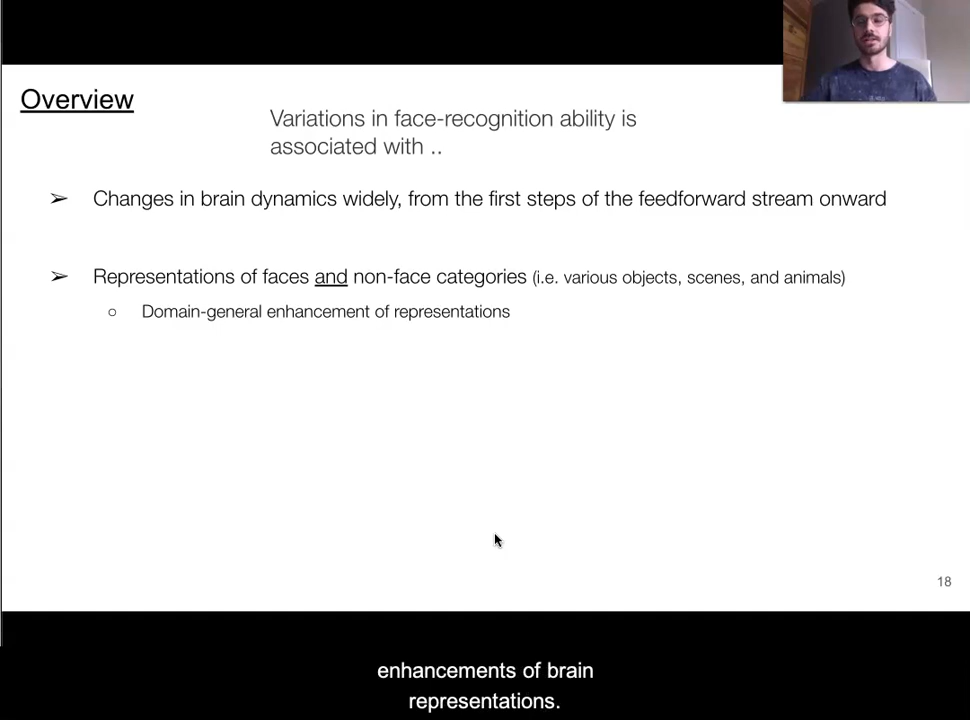 Overview
Variations in face-recognition ability is
associated with ..
➢ Changes in brain dynamics widely, from the first steps of the feedforward stream onward
➢ Representations of faces and non-face categories (i.e. various objects, scenes, and animals)
○ Domain-general enhancement of representations
18
enhancements of brain
representations.